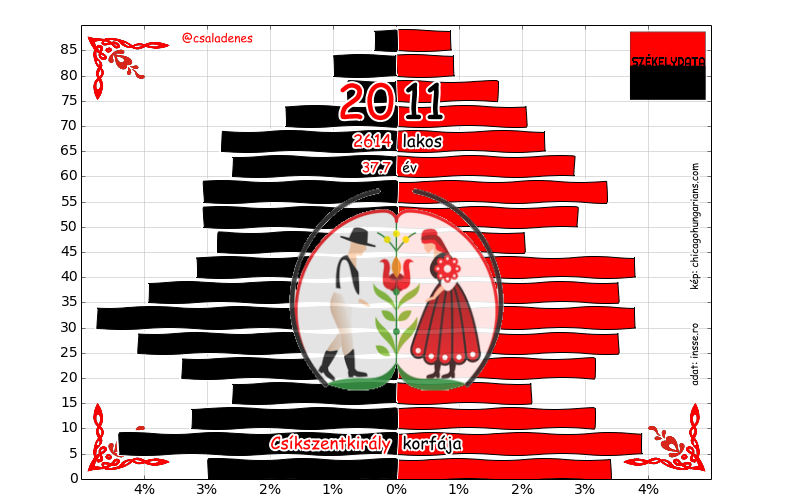 @csaladenes
SZÉKELYDATA
2011
2614 lakos
37.7 év
kép: chicagohungarians.com/
adat: insse.ro
Csíkszentkirály korfája
85
80
75
70
65
60
55
50
45
40
35
30
25
20
15
10
5
0
4% 3% 2% 1% 0% 1% 2% 3% 4%